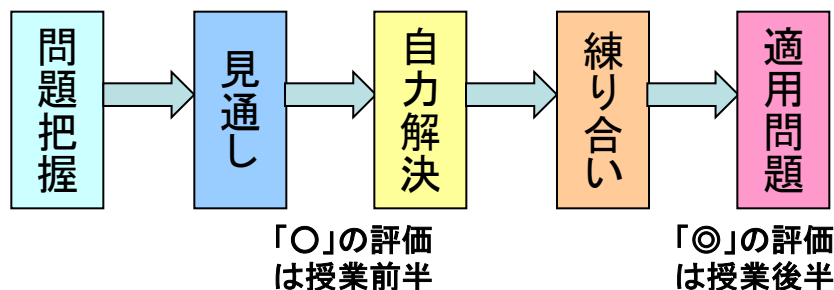 問題把握
見通し
自力解決
練り合い
適用問題
「○」の評価
は授業前半
「◎」の評価
は授業後半